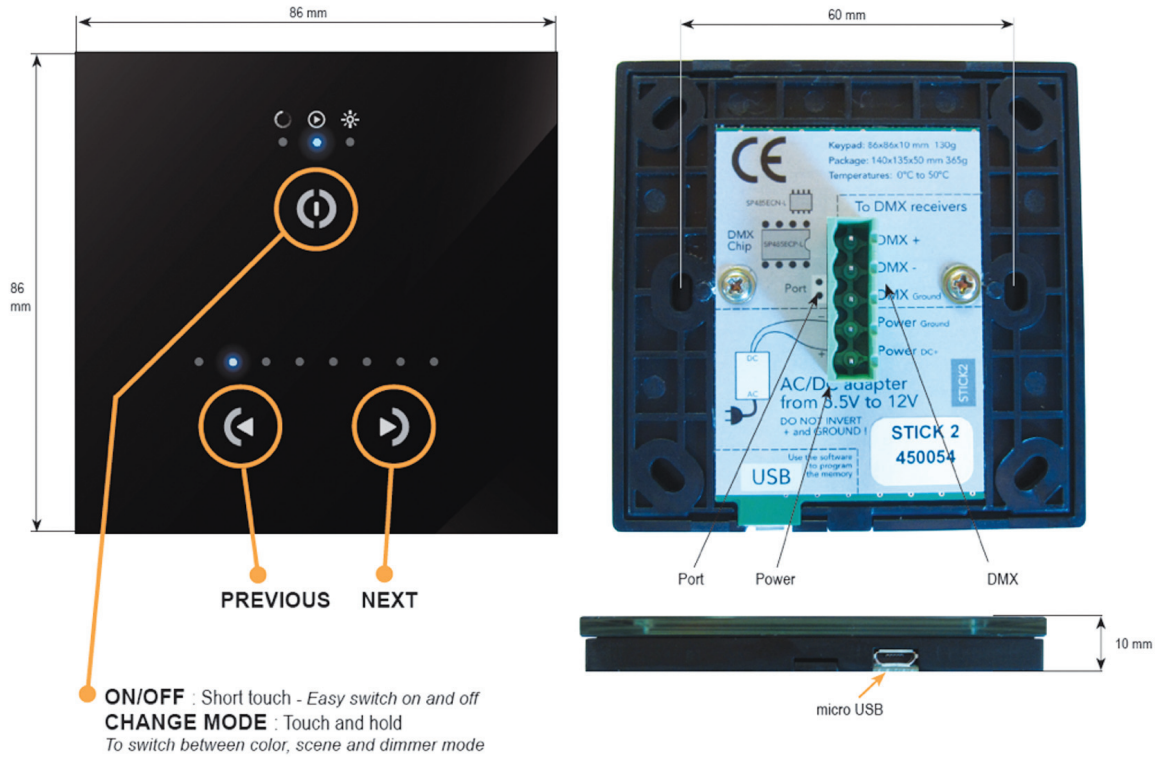 86 mm
86
mm
PREVIOUS
NEXT
ON/OFF : Short touch - Easy switch on and off
CHANGE MODE : Touch and hold
To switch between color, scene and dimmer mode
60 mm
CE
Keypad: 86x86x10 mm 130g
Package: 140x135x50 mm 365g
Temperatures: 0°C to 50°C
SP485ECN-L
To DMX receivers
DMX
Chip
SP485ECP-L
DMX +
DMX -
Port
DMX Ground
Power Ground
Power DC+
-
+
DC
AC
AC/DC adapter
from 5.5V to 12V
DO NOT INVERT
+ and GROUND !
STICK2
STICK 2
450054
Use the software
to program
the memory
USB
Port
Power
DMX
10 mm
micro USB